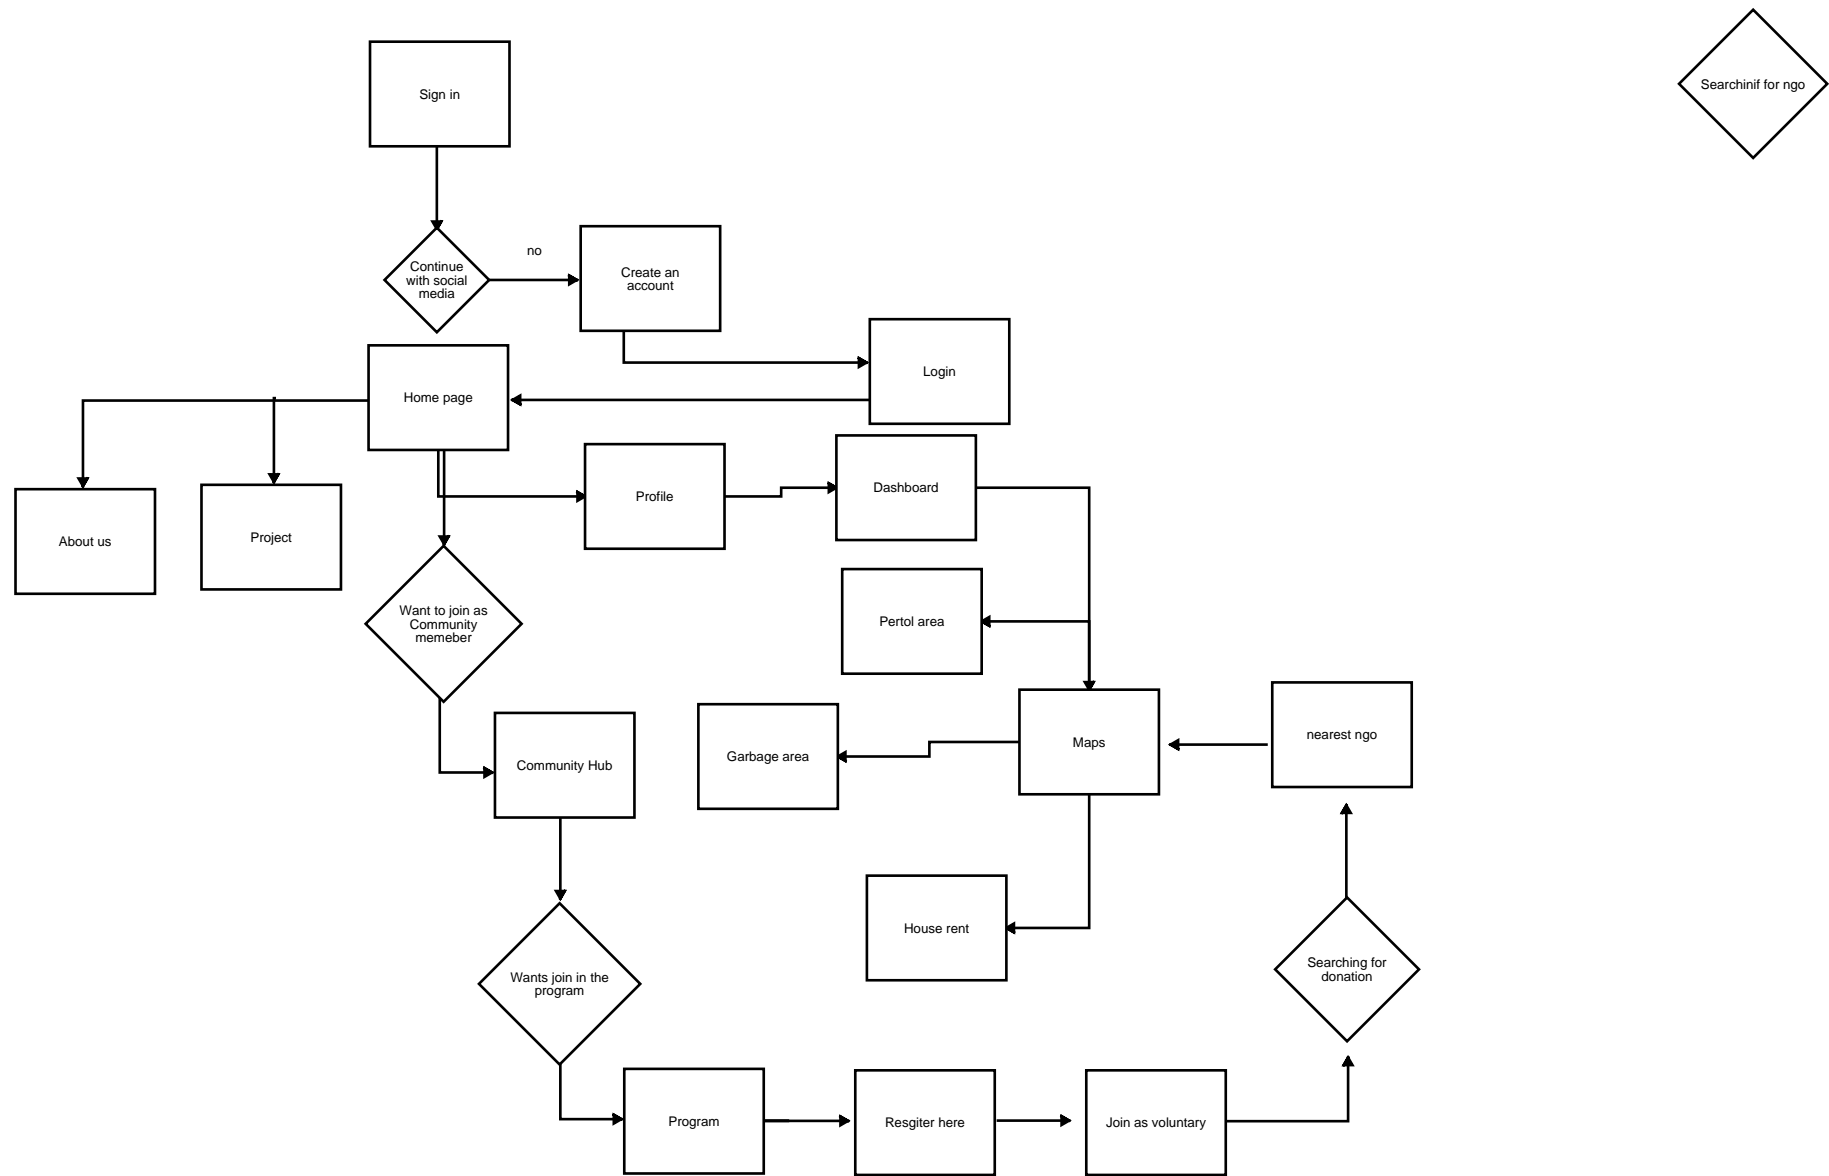 Sign in
Searchinif for ngo
no
Continue
with social
media
Create an
account
Login
Home page
Profile
Dashboard
About us
Project
Want to join as
Community
memeber
Pertol area
Community Hub
Garbage area
Maps
nearest ngo
House rent
Wants join in the
program
Searching for
donation
Program
Resgiter here
Join as voluntary